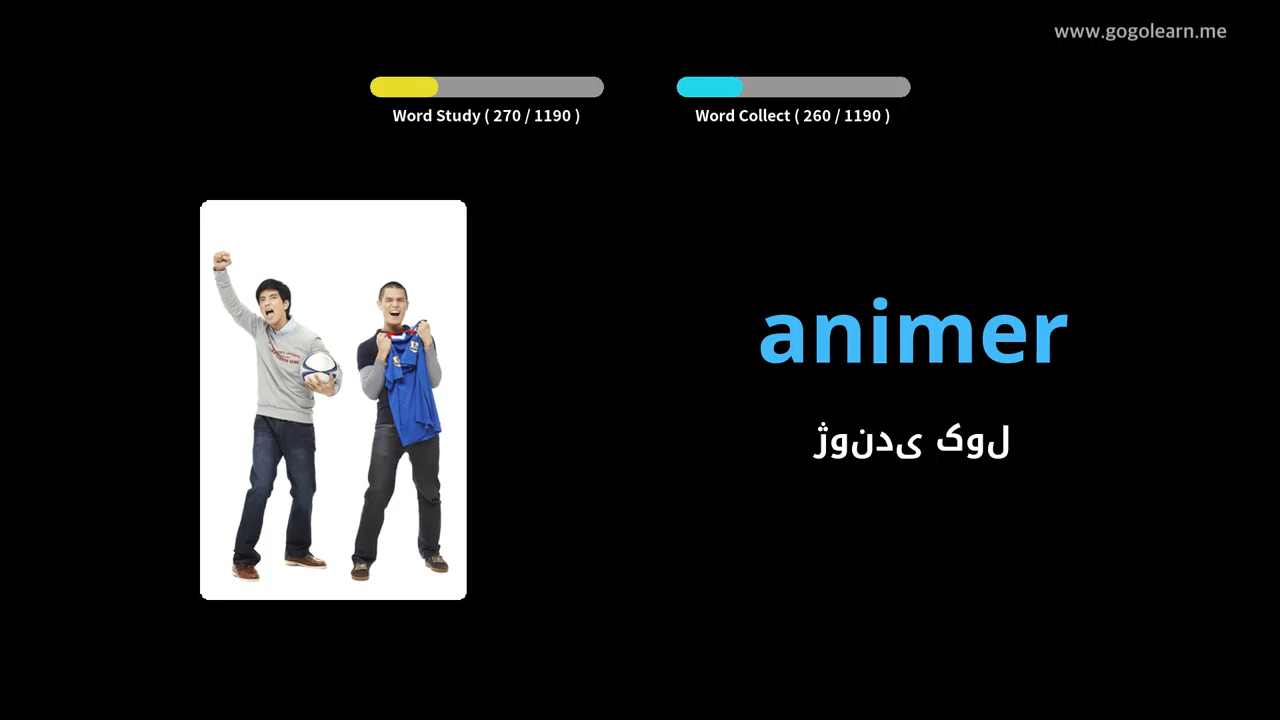 www.gogolearn.me
Word Study ( 270 / 1190 )
Word Collect ( 260 / 1190 )
animer
ژوندی کول